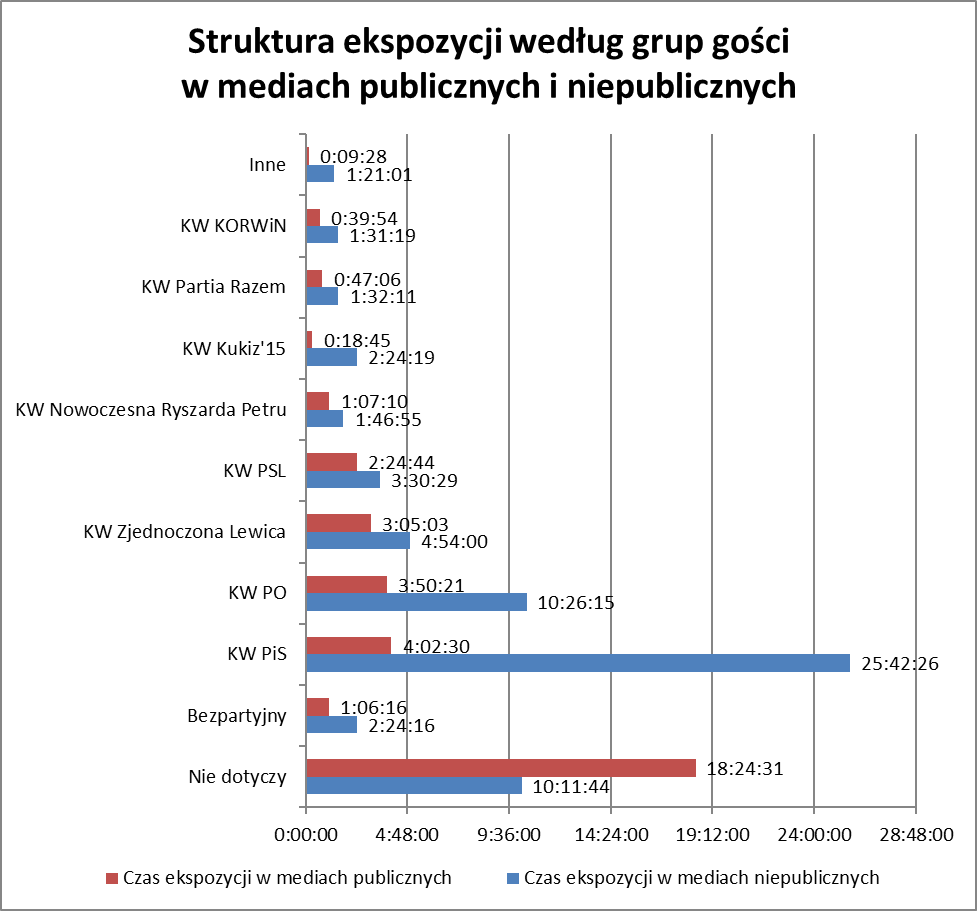 Struktura ekspozycji według grup gości
w mediach publicznych i niepublicznych
Inne
0:09:28
1:21:01
KW KORWiN
0:39:54
1:31:19
KW Partia Razem
0:47:06
1:32:11
KW Kukiz'15
0:18:45
2:24:19
KW Nowoczesna Ryszarda Petru
1:07:10
1:46:55
KW PSL
2:24:44
3:30:29
KW Zjednoczona Lewica
3:05:03
4:54:00
KW PO
3:50:21
10:26:15
KW PiS
4:02:30
25:42:26
Bezpartyjny
1:06:16
2:24:16
Nie dotyczy
18:24:31
10:11:44
0:00:00 4:48:00 9:36:00 14:24:00 19:12:00 24:00:00 28:48:00
Czas ekspozycji w mediach publicznych Czas ekspozycji w mediach niepublicznych